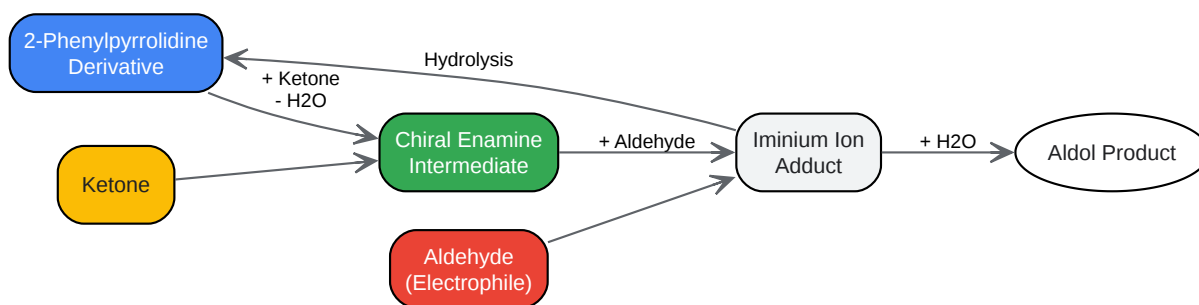 2-Phenylpyrrolidine
Derivative
Hydrolysis
+ Ketone
- H2O
Ketone
Chiral Enamine
Intermediate
+ Aldehyde
Iminium Ion
Adduct
+ H2O
Aldol Product
Aldehyde
(Electrophile)